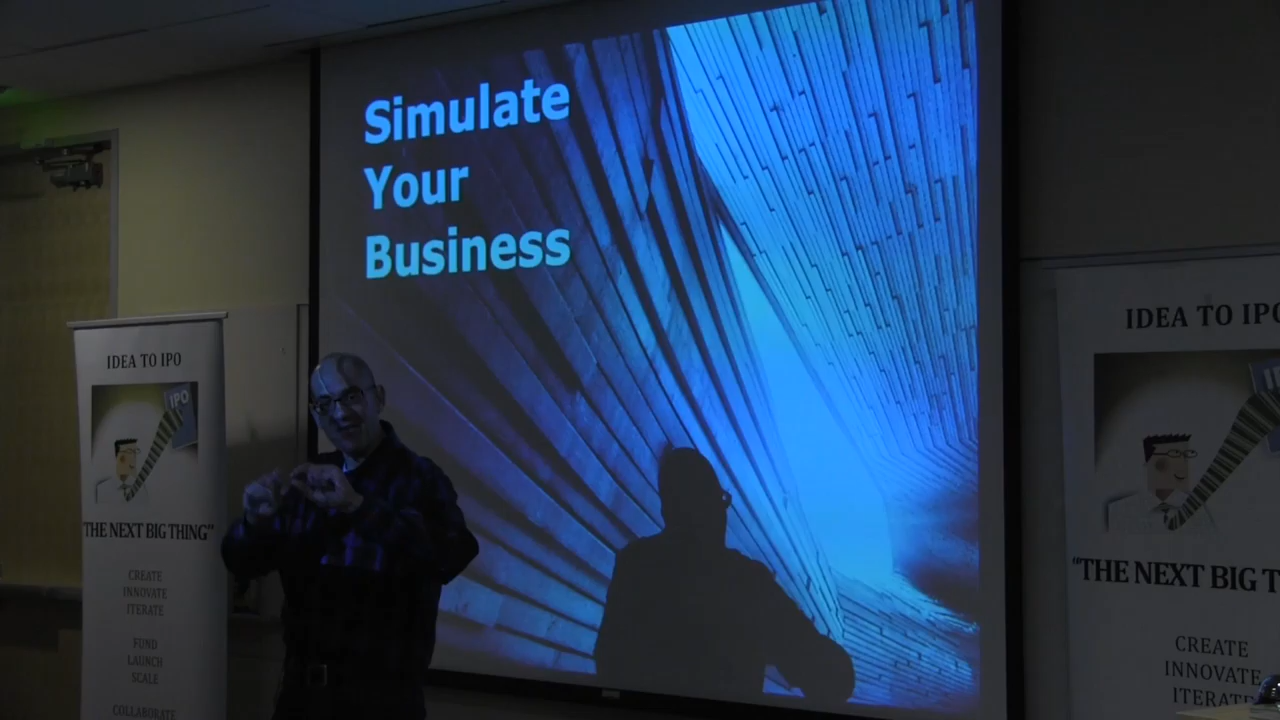 Simulate
Your
Business
IDEA TO IPO
IPO
"THE NEXT BIG THING"
CREATE
INNOVATE
ITERATE
FUND
LAUNCH
SCALE
COLLABORATE
IDEA TO IPO
"THE NEXT BIG T
CREATE
INNOVATE
ITERATE